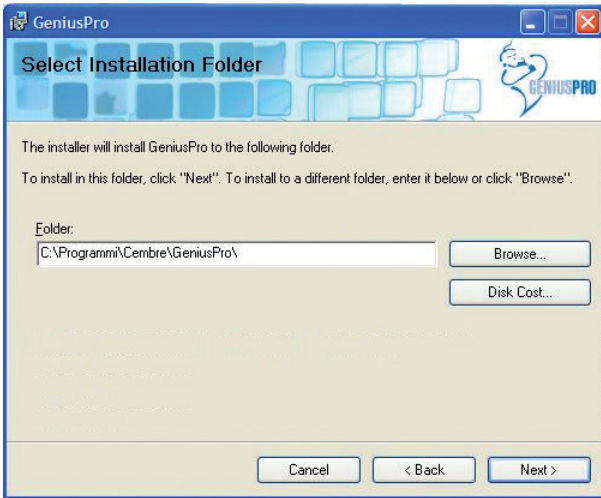 GeniusPro
Select Installation Folder
GENIUSPRO
The installer will install GeniusPro to the following folder.
To install in this folder, click "Next". To install to a different folder, enter it below or click "Browse".
Folder:
C:\Programmi\Cembre\GeniusPro\
Browse...
Disk Cost...
Cancel
< Back
Next >